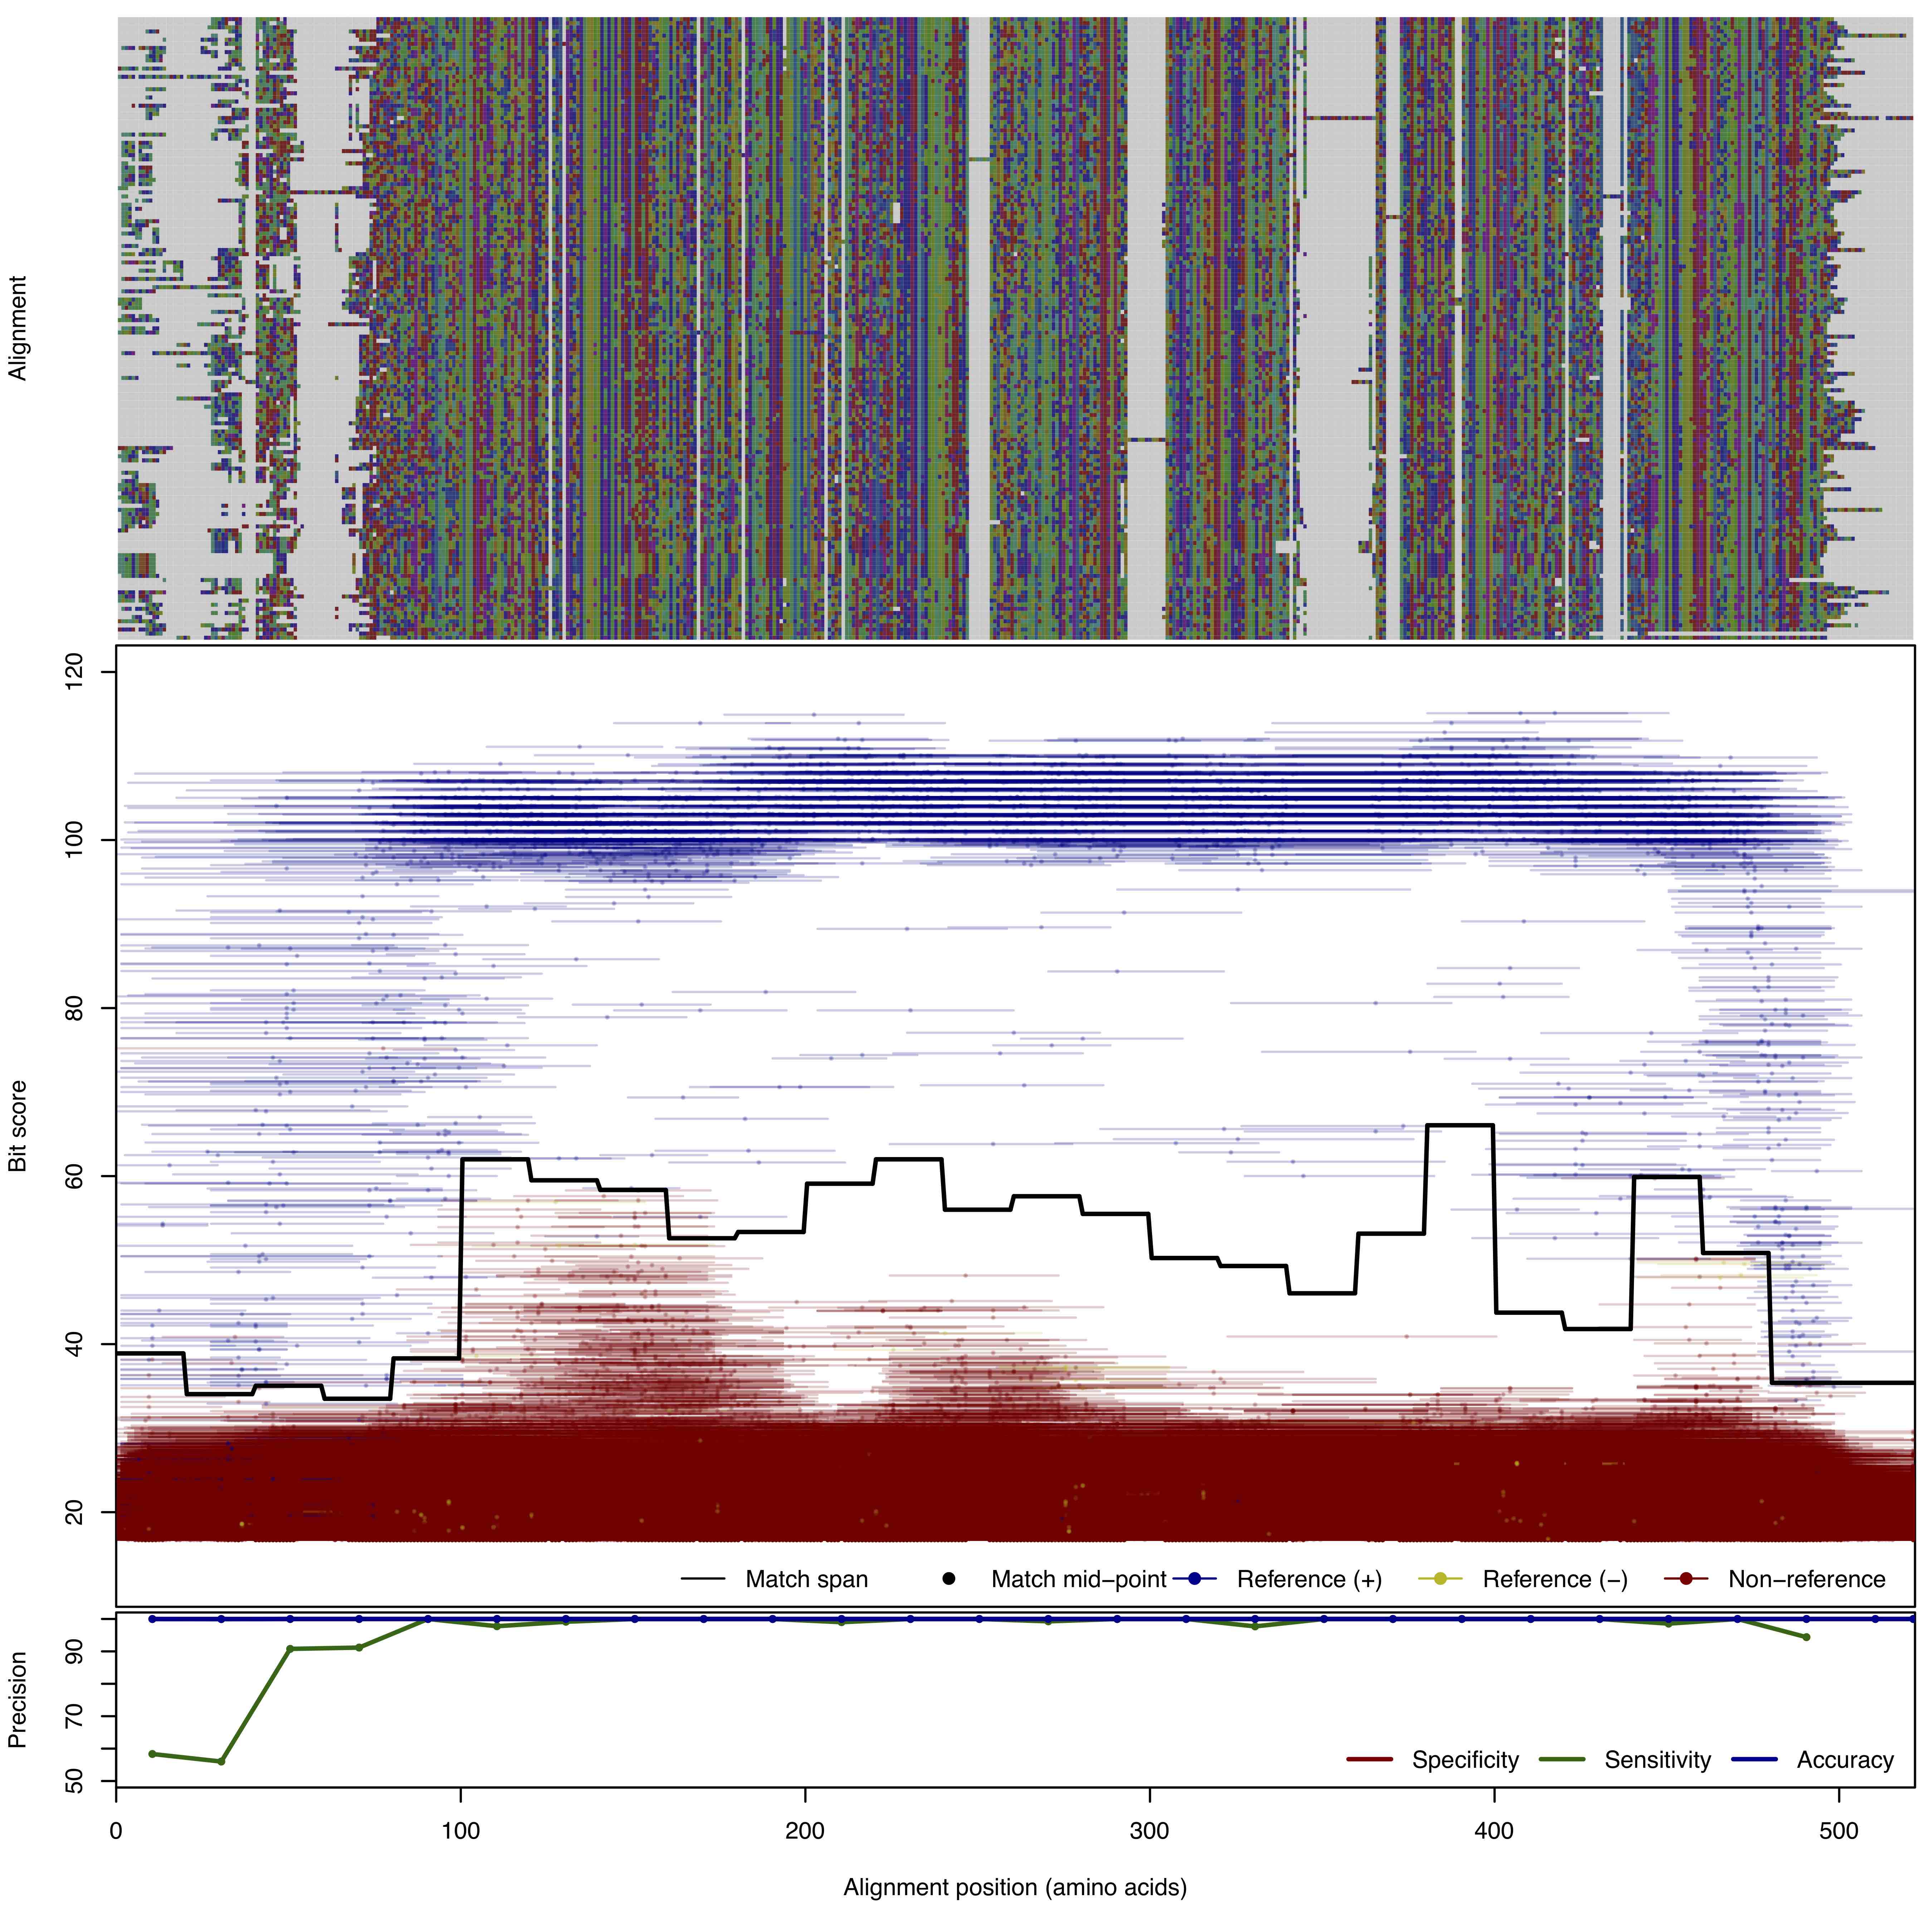 Alignment
120
100
80
60
40
20
Bit score
Match span Match mid−point Reference (+) Reference (−) Non−reference
90
70
50
Precision
Specificity Sensitivity Accuracy
0 100 200 300 400 500
Alignment position (amino acids)